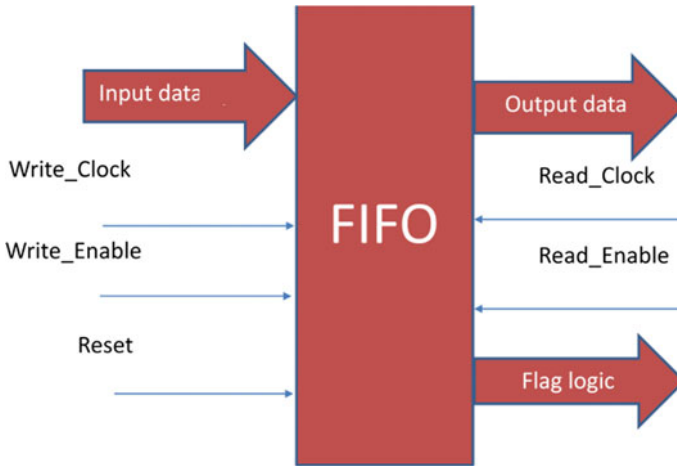 Input data
Output data
Write_Clock
Read_Clock
FIFO
Write_Enable
Read_Enable
Reset
Flag logic